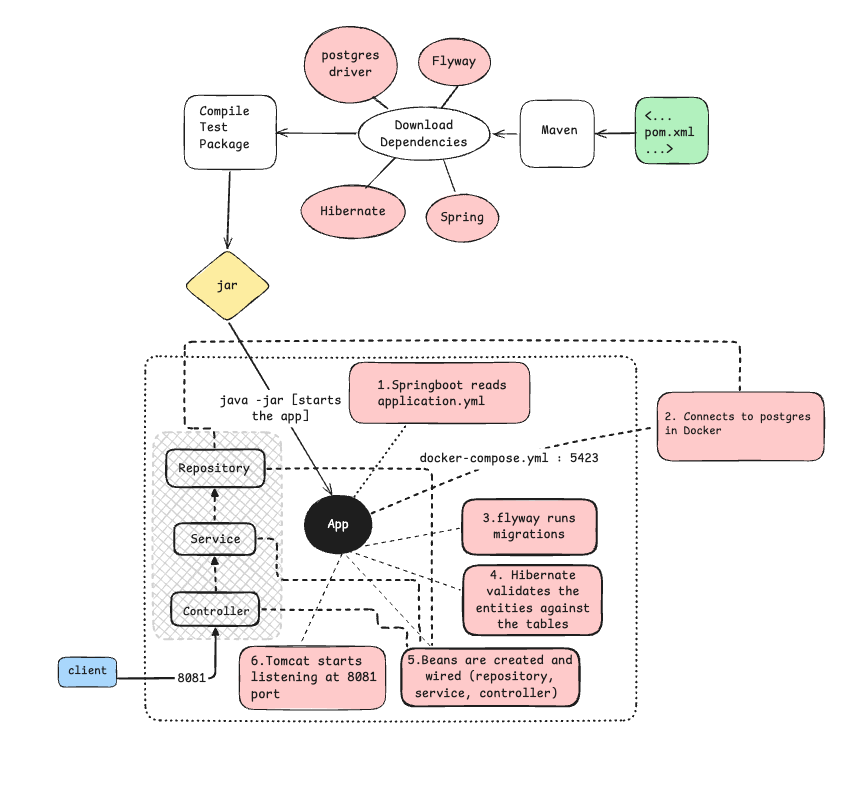 postgres
driver
Flyway
Compile
Test
Package
Download
Dependencies
Maven
<...
pom.xml
...>
Hibernate
Spring
jar
java -jar [starts
the app]
1.Springboot reads
application.yml
2. Connects to postgres
in Docker
docker-compose.yml : 5423
Repository
App
3.flyway runs
migrations
Service
4. Hibernate
validates the
entities against
the tables
Controller
client
8081
6.Tomcat starts
listening at 8081
port
5.Beans are created and
wired (repository,
service, controller)